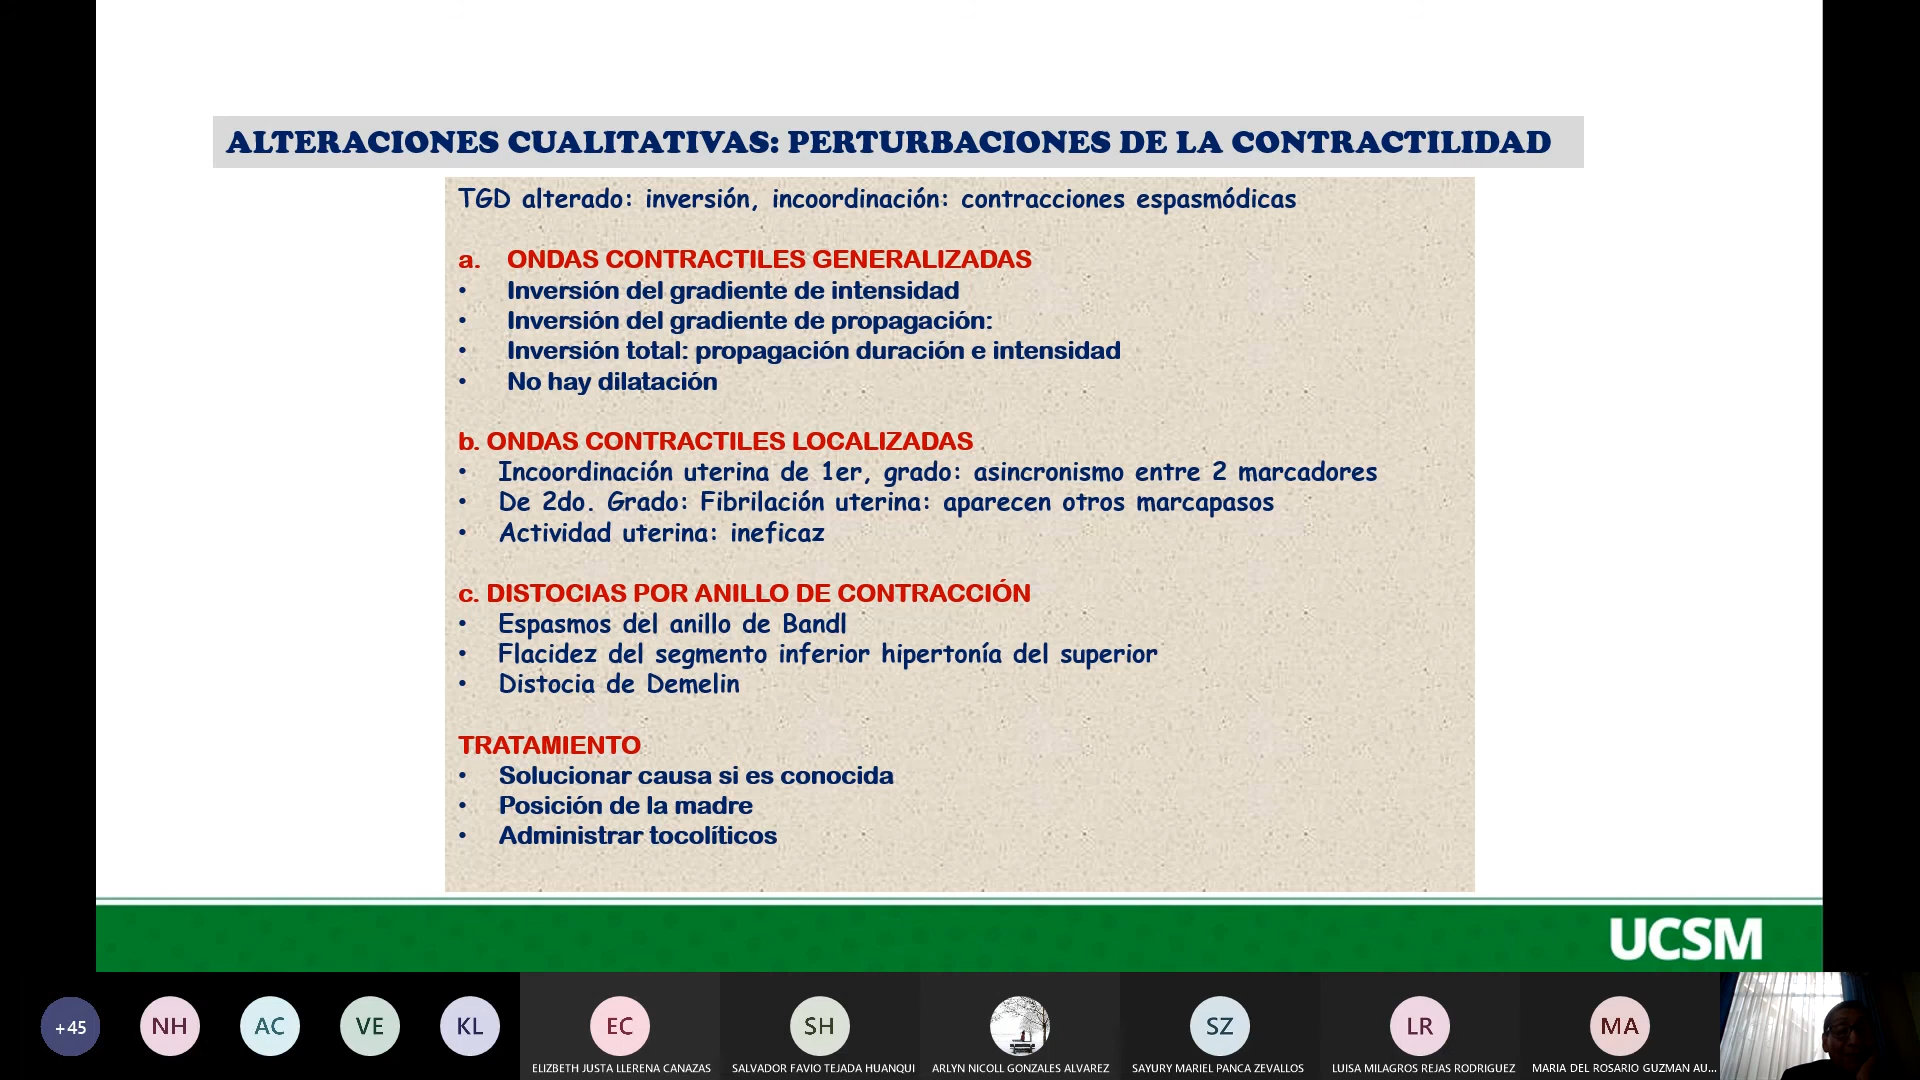 ALTERACIONES CUALITATIVAS: PERTURBACIONES DE LA CONTRACTILIDAD
TGD alterado: inversión, incoordinación: contracciones espasmódicas
a. ONDAS CONTRACTILES GENERALIZADAS
• Inversión del gradiente de intensidad
• Inversión del gradiente de propagación:
• Inversión total: propagación duración e intensidad
• No hay dilatación
b. ONDAS CONTRACTILES LOCALIZADAS
• Incoordinación uterina de 1er, grado: asincronismo entre 2 marcadores
• De 2do. Grado: Fibrilación uterina: aparecen otros marcapasos
• Actividad uterina: ineficaz
c. DISTOCIAS POR ANILLO DE CONTRACCIÓN
• Espasmos del anillo de Bandl
• Flacidez del segmento inferior hipertonía del superior
• Distocia de Demelin
TRATAMIENTO
• Solucionar causa si es conocida
• Posición de la madre
• Administrar tocolíticos
UCSM
+45 NH AC VE KL EC SH SZ LR MA
ELIZBETH JUSTA LLERENA CANAZAS SALVADOR FAVIO TEJADA HUANQUI ARLYN NICOLL GONZALES ALVAREZ SAYURY MARIEL PANCA ZEVALLOS LUISA MILAGROS REJAS RODRIGUEZ MARIA DEL ROSARIO GUZMAN AU...